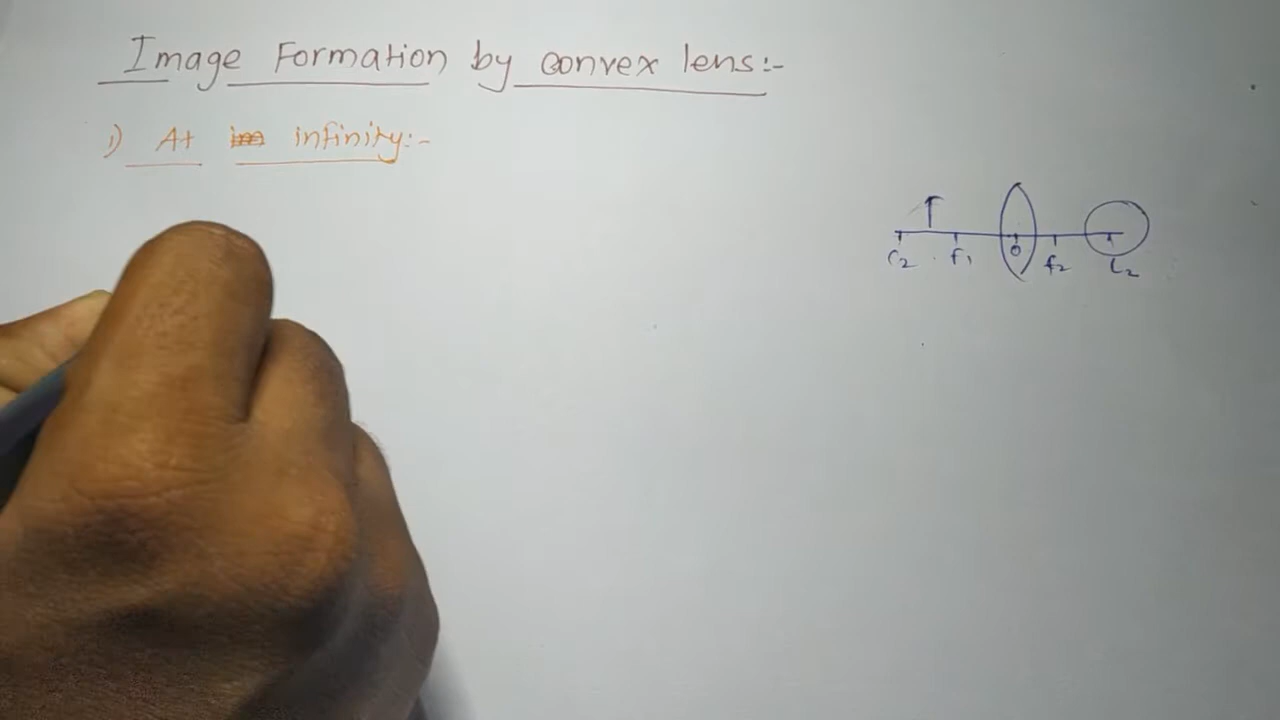 Image Formation by convex lens:-
1) At infinity:-
C2 F1 O F2 C2